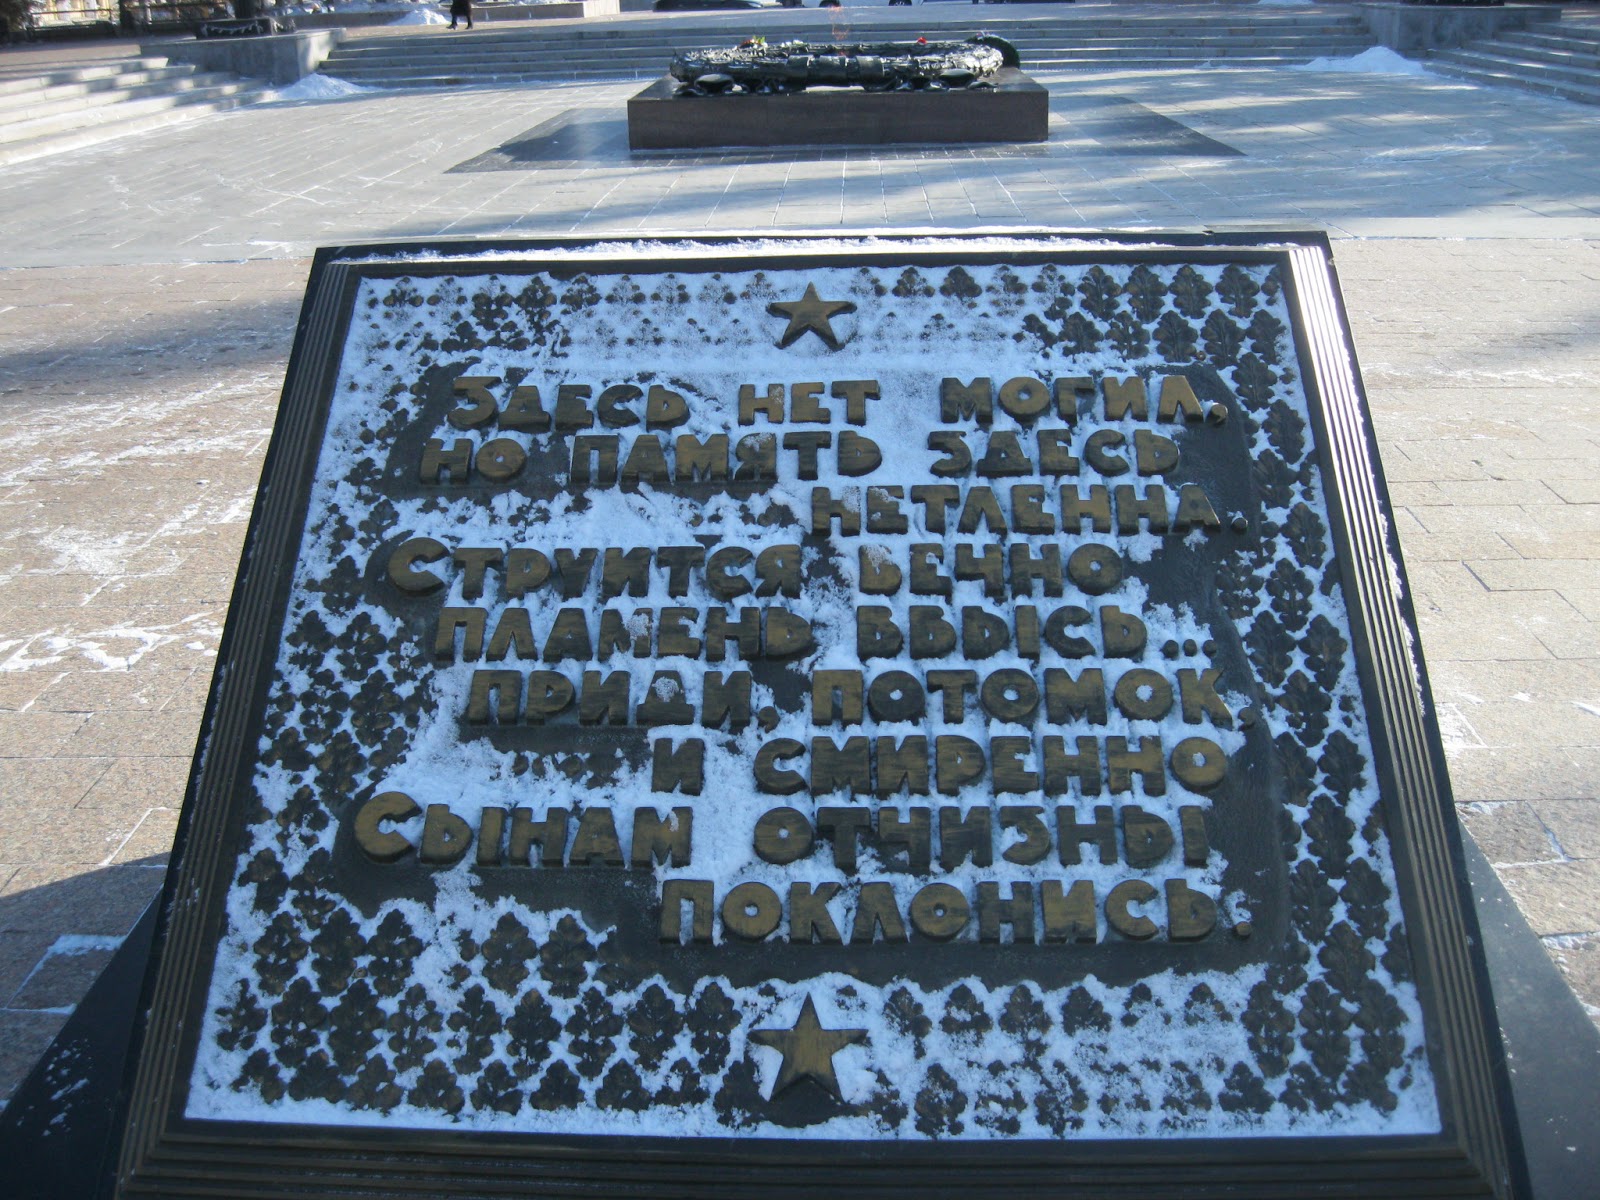 Здесь нет могил,
но память здесь
нетленна.
Струится вечно
пламень ввысь...
Приди, потомок,
и смиренно
Сынам отчизны
поклонись.